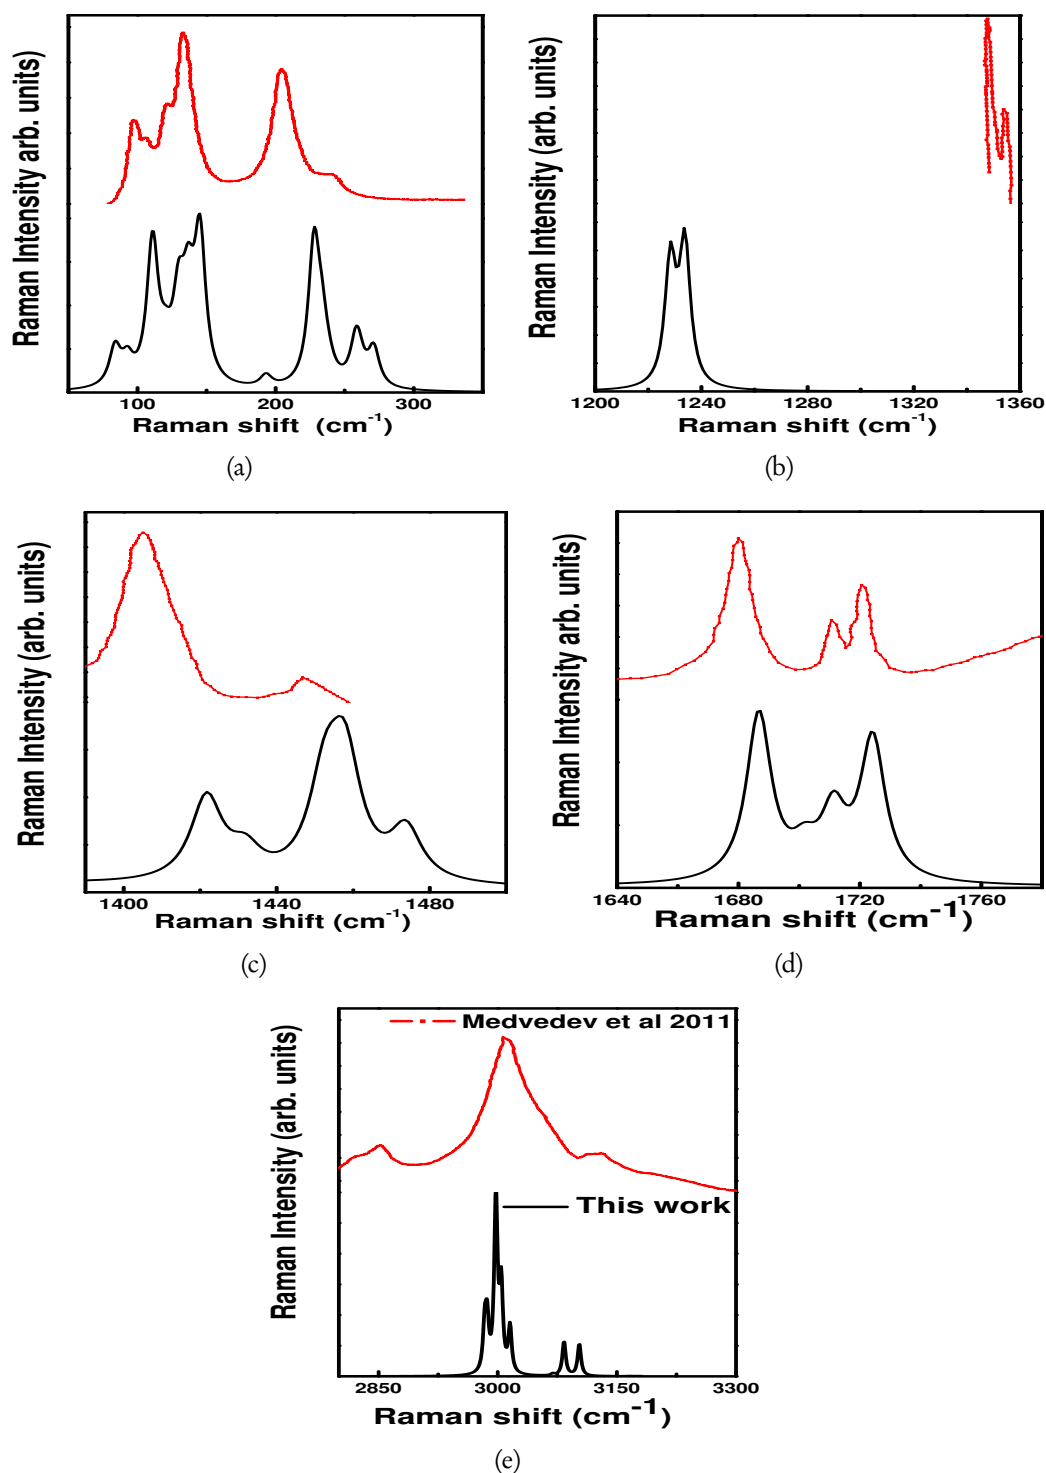 Raman Intensity arb. units)
100 200 300
Raman shift (cm-1)
(a)
Raman Intensity (arb. units)
1200 1240 1280 1320 1360
Raman shift (cm-1)
(b)
Raman Intensity (arb. units)
1400 1440 1480
Raman shift (cm-1)
(c)
Raman Intensity arb. units)
1640 1680 1720 1760
Raman shift (cm-1)
(d)
Raman Intensity (arb. units)
Medvedev et al 2011
This work
2850 3000 3150 3300
Raman shift (cm-1)
(e)